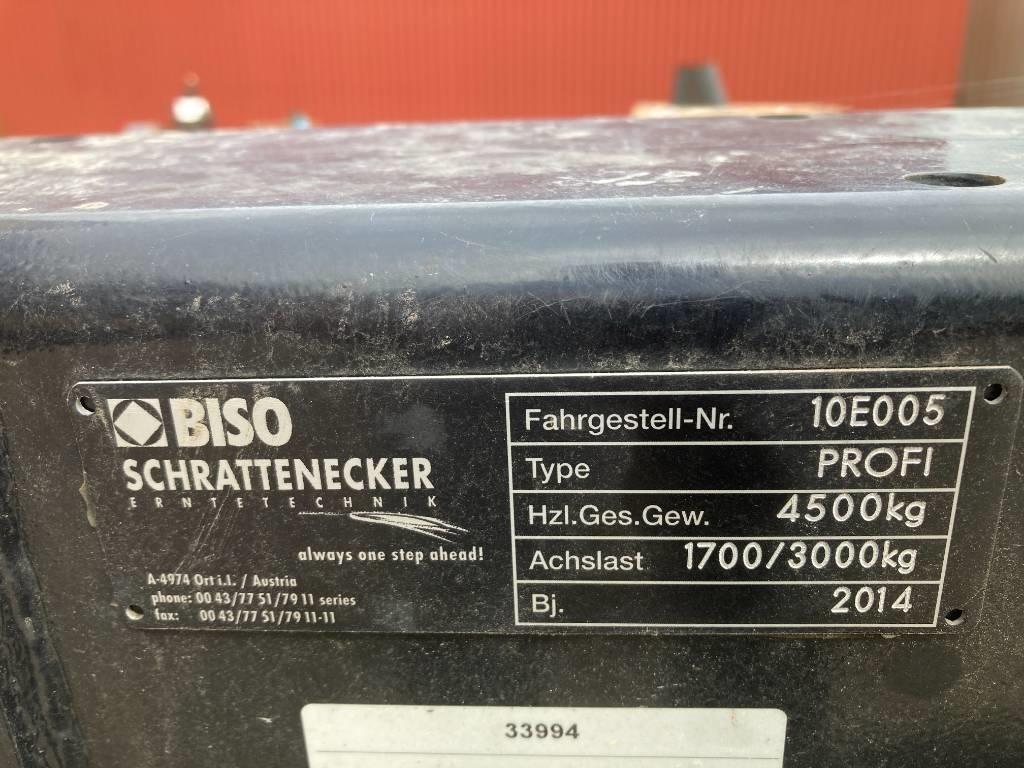 BISO
SCHRATTENECKER
ERNTETECHNIK
always one step ahead!
A-4974 Ort i.I. / Austria
phone: 00 43/77 51/79 11 series
fax: 00 43/77 51/79 11-11
Fahrgestell-Nr. 10E005
Type PROFI
Hzl.Ges.Gew. 4500kg
Achslast 1700/3000kg
Bj. 2014
33994